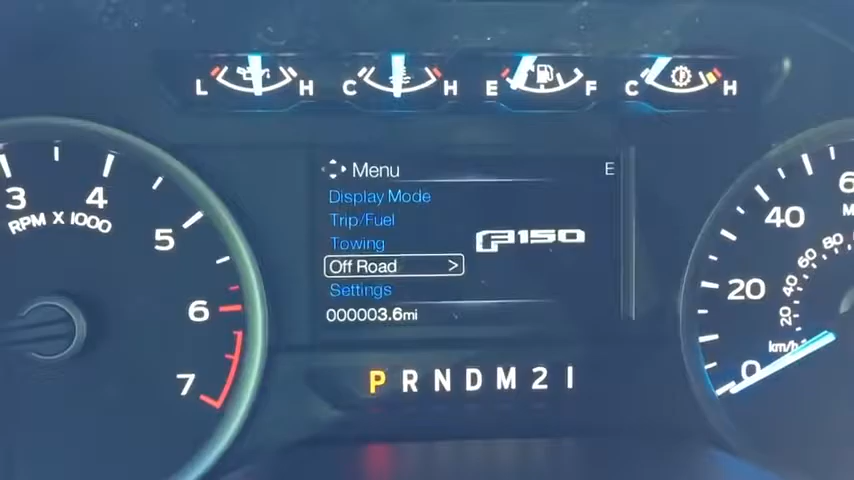 L H C H E F C H
Menu E
Display Mode
Trip/Fuel
Towing
Off Road >
Settings
000003.6mi
F150
P R N D M 2 1
3 4 5 6 7
RPM X 1000
0 20 40 6
M
20 40 60 80
km/h